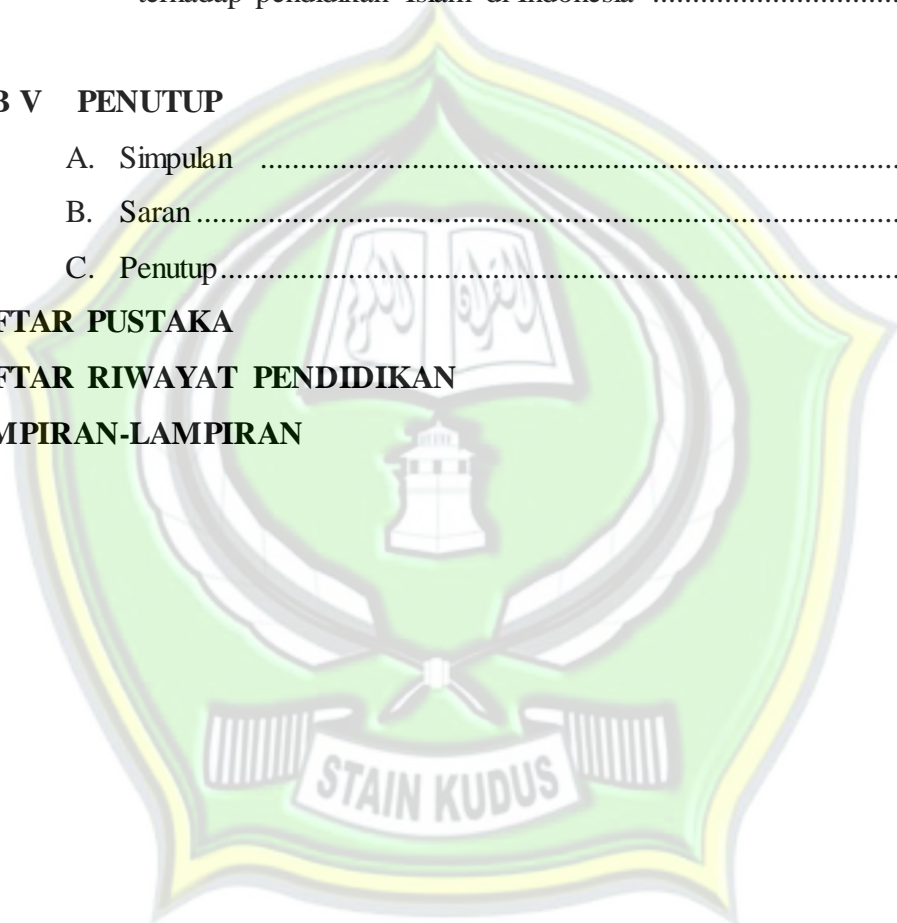 terhadap pendidikan Islam di Indonesia ................................
B V PENUTUP
A. Simpulan ................................................................................
B. Saran ........................................................................................
C. Penutup.....................................................................................
FTAR PUSTAKA
FTAR RIWAYAT PENDIDIKAN
MPIRAN-LAMPIRAN
STAIN KUDUS